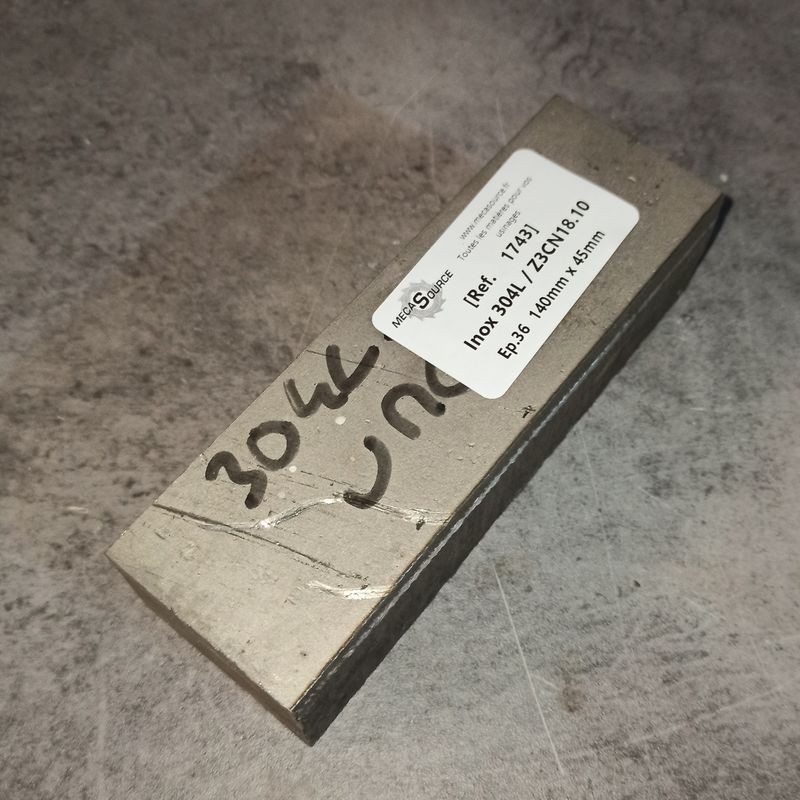 www.mecasource.fr
Toutes les matières pour vos
usinages
MECASOURCE
[Ref. 1743]
Inox 304L / Z3CN18.10
Ep.36 140mm x 45mm
304L